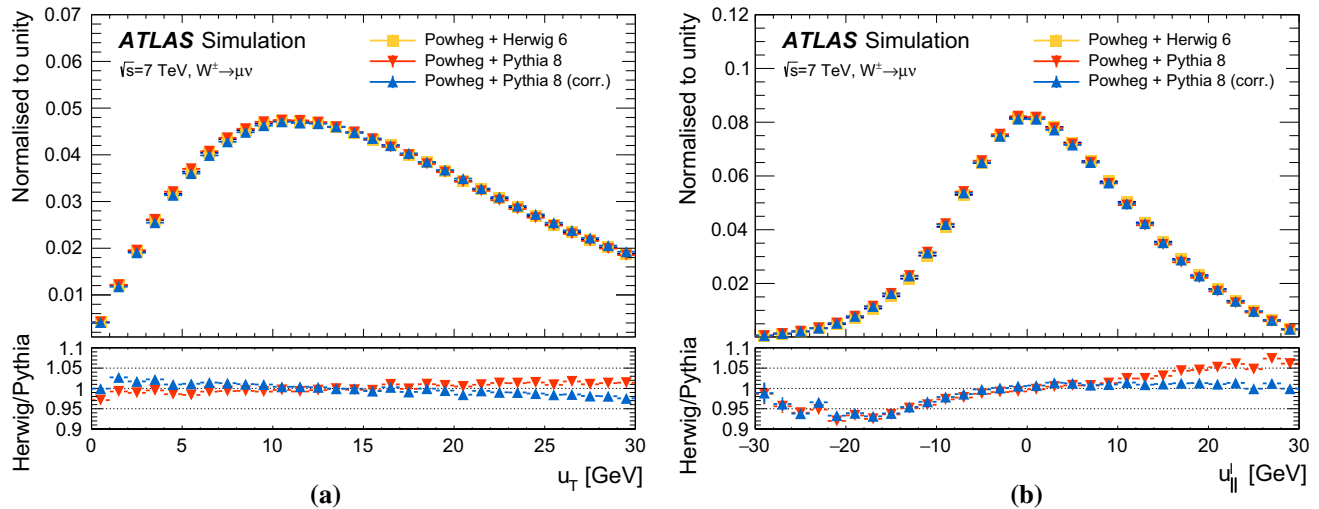 Normalised to unity
ATLAS Simulation
√s=7 TeV, W±→μν
Powheg + Herwig 6
Powheg + Pythia 8
Powheg + Pythia 8 (corr.)
0.07
0.06
0.05
0.04
0.03
0.02
0.01
Herwig/Pythia
1.1
1.05
1
0.95
0.9
0 5 10 15 20 25 30
u_T [GeV]
(a)
Normalised to unity
ATLAS Simulation
√s=7 TeV, W±→μν
Powheg + Herwig 6
Powheg + Pythia 8
Powheg + Pythia 8 (corr.)
0.12
0.1
0.08
0.06
0.04
0.02
Herwig/Pythia
1.1
1.05
1
0.95
0.9
−30 −20 −10 0 10 20 30
u_∥^l [GeV]
(b)